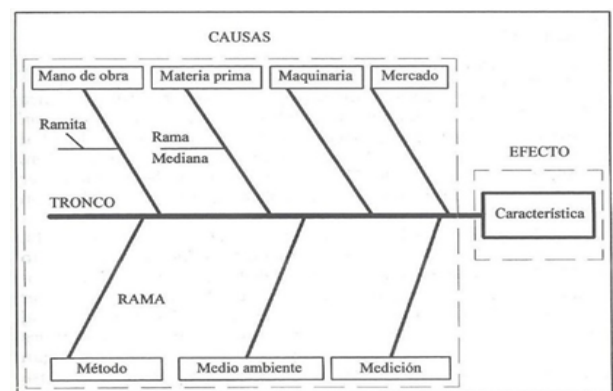 CAUSAS
Mano de obra
Materia prima
Maquinaria
Mercado
Ramita
Rama
Mediana
EFECTO
TRONCO
Característica
RAMA
Método
Medio ambiente
Medición